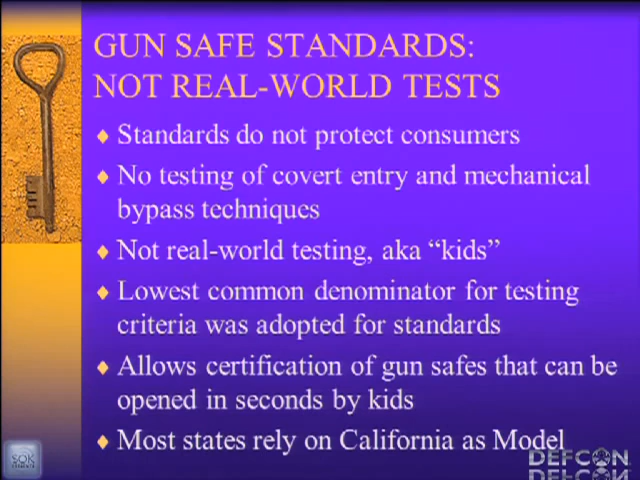 GUN SAFE STANDARDS:
NOT REAL-WORLD TESTS
Standards do not protect consumers
No testing of covert entry and mechanical
bypass techniques
Not real-world testing, aka “kids”
Lowest common denominator for testing
criteria was adopted for standards
Allows certification of gun safes that can be
opened in seconds by kids
Most states rely on California as Model
DEFCON
SOK